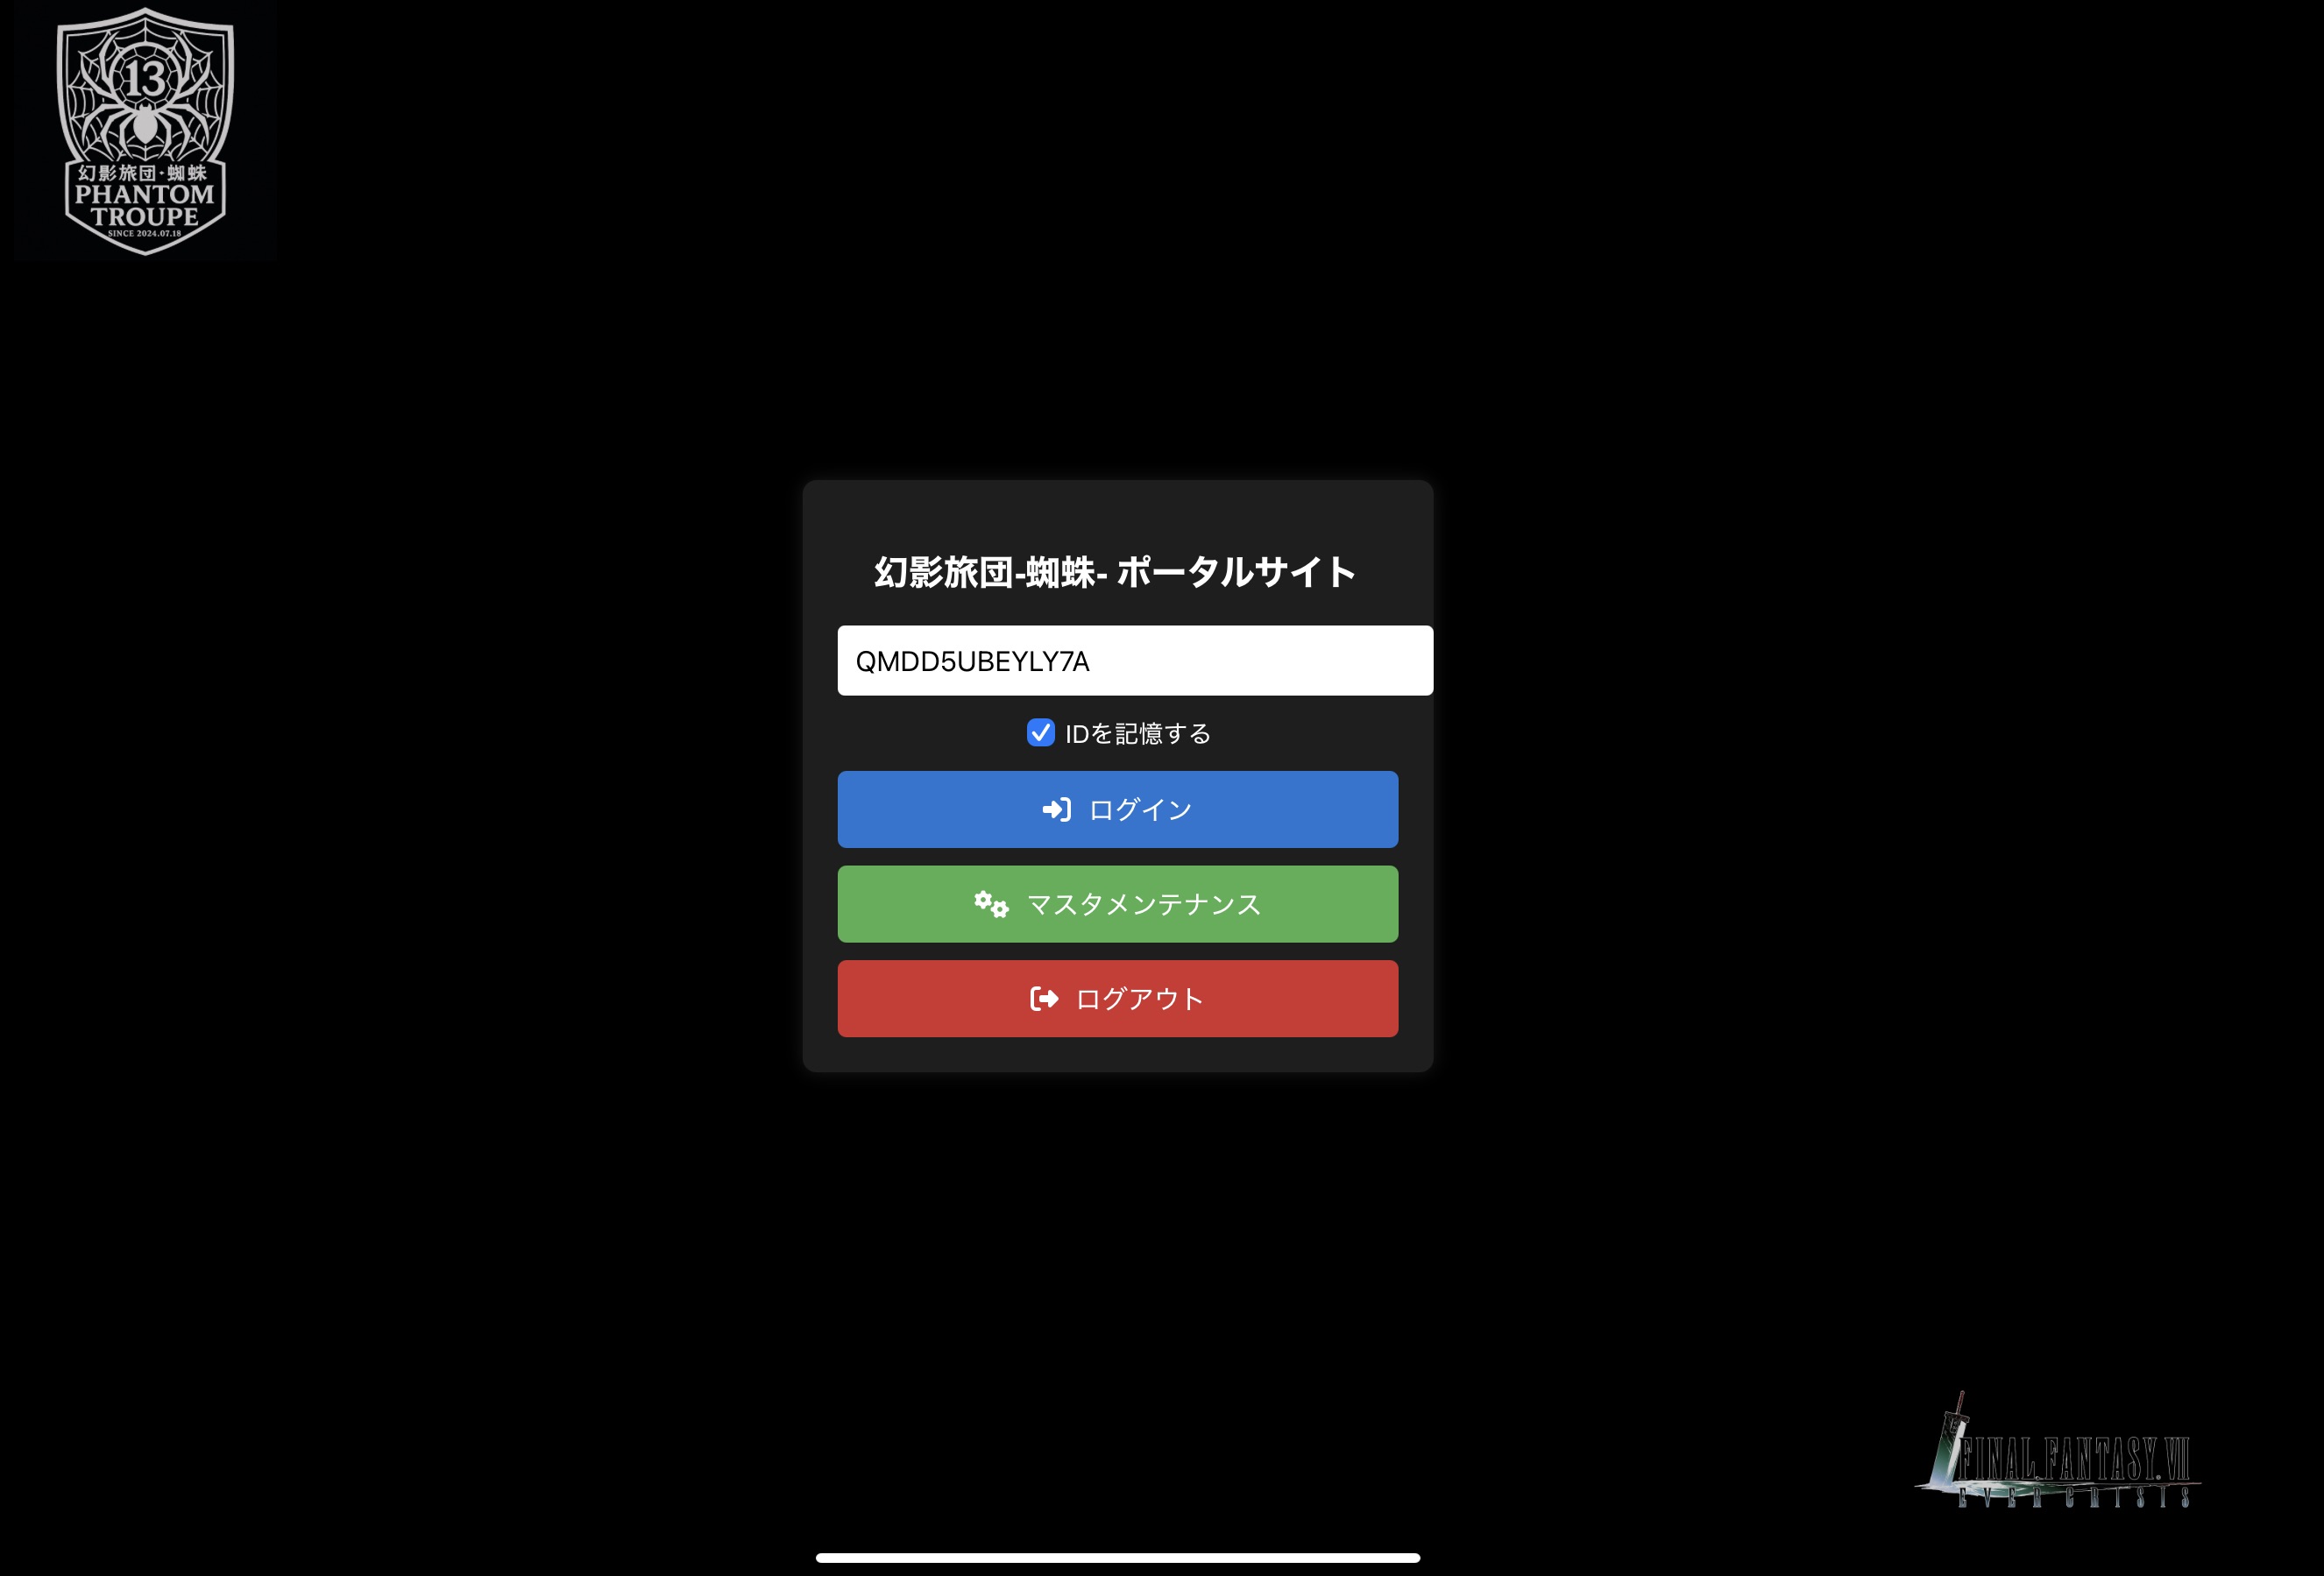 13
幻影旅団・蜘蛛
PHANTOM
TROUPE
SINCE 2024.07.18
幻影旅団-蜘蛛- ポータルサイト
QMDD5UBEYLY7A
IDを記憶する
ログイン
マスタメンテナンス
ログアウト
FINAL FANTASY VII
EVER CRISIS